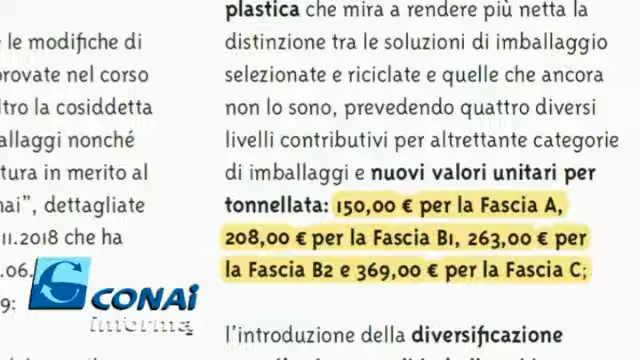 le modifiche di
provate nel corso
ltro la cosiddetta
allaggi nonché
tura in merito al
nai”, dettagliate
11.2018 che ha
.06.
9:
plastica che mira a rendere più netta la
distinzione tra le soluzioni di imballaggio
selezionate e riciclate e quelle che ancora
non lo sono, prevedendo quattro diversi
livelli contributivi per altrettante categorie
di imballaggi e nuovi valori unitari per
tonnellata: 150,00 € per la Fascia A,
208,00 € per la Fascia B1, 263,00 € per
la Fascia B2 e 369,00 € per la Fascia C;
l’introduzione della diversificazione
CONAI
informa